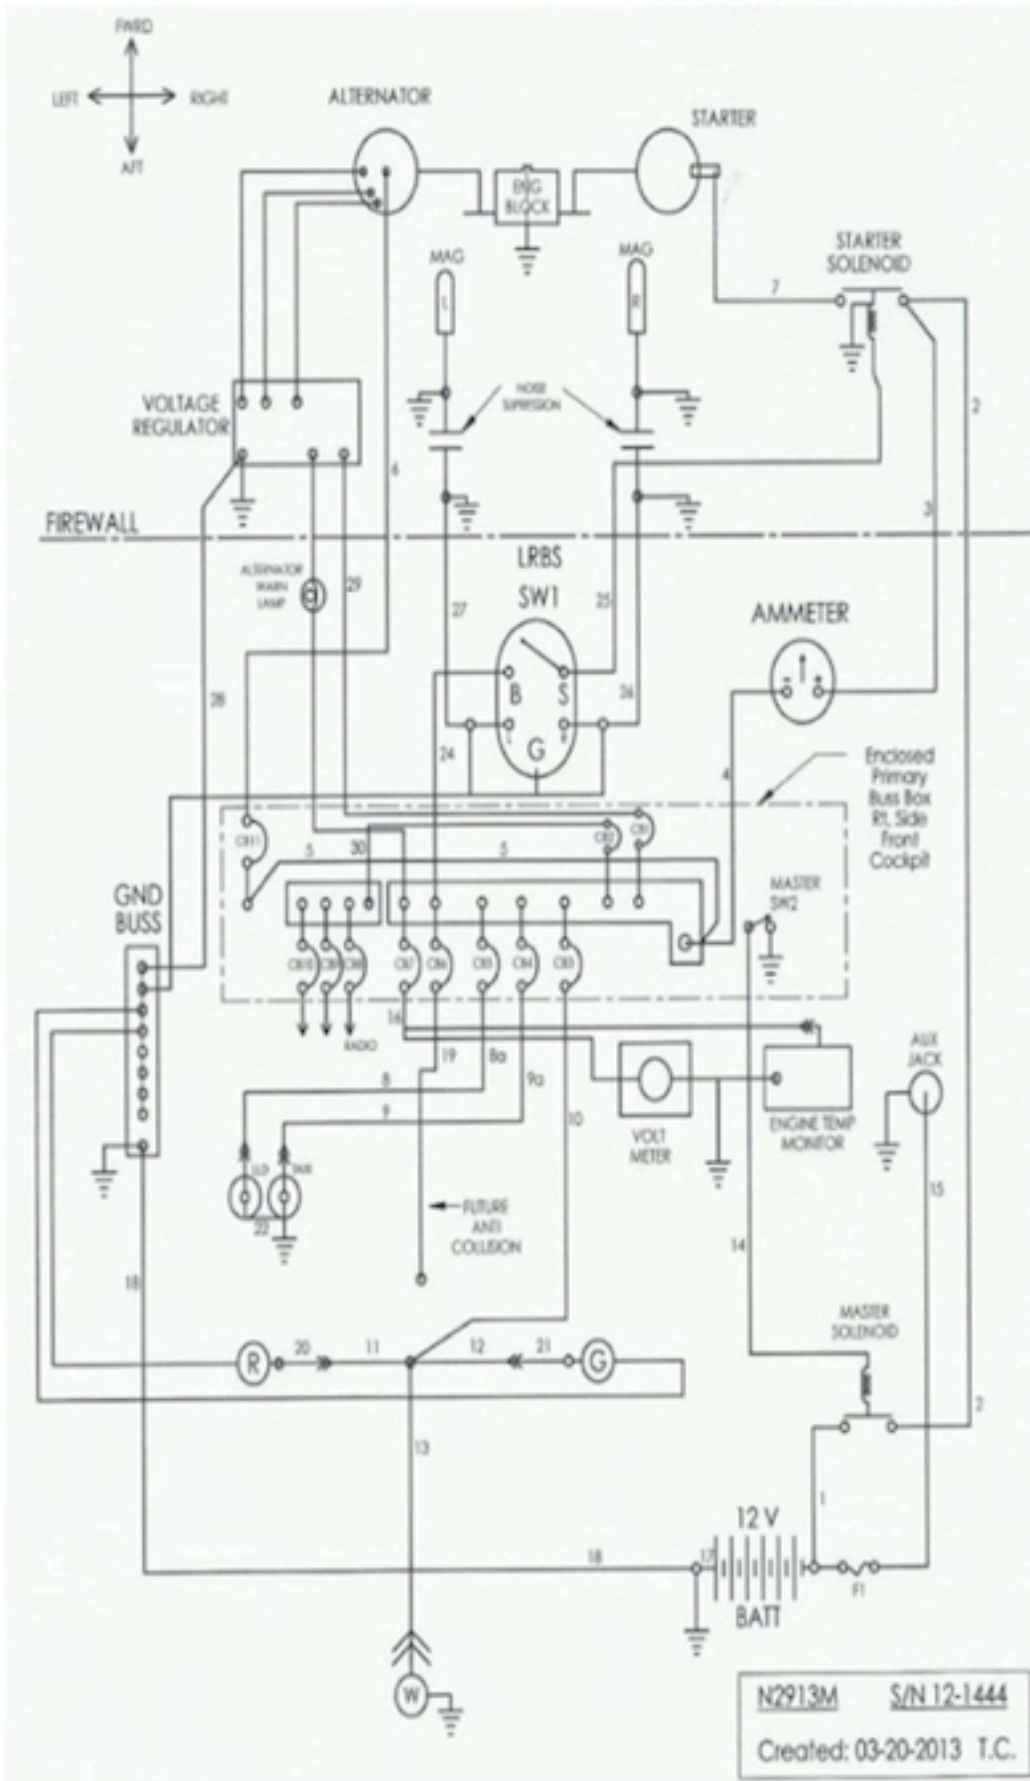 FWRD
LEFT
RIGHT
AFT
ALTERNATOR
STARTER
ENG
BLOCK
MAG
MAG
L
R
STARTER
SOLENOID
7
2
NOISE
SUPRESSION
VOLTAGE
REGULATOR
6
3
FIREWALL
LRBS
SW1
ALTERNATOR
WARN
LAMP
29
27
25
AMMETER
- +
B S
L R
G
28
26
24
4
Enclosed
Primary
Buss Box
Rt. Side
Front
Cockpit
CB11
5
30
5
CB2
CB1
GND
BUSS
MASTER
SW2
CB10
CB9
CB8
CB7
CB6
CB5
CB4
CB3
RADIO
16
19
8a
9a
10
8
9
VOLT
METER
ENGINE TEMP
MONITOR
AUX
JACK
LLD
TAXI
22
FUTURE
ANTI
COLLISION
15
14
18
MASTER
SOLENOID
R
20
11
12
21
G
13
2
1
12 V
18
17
F1
BATT
W
N2913M S/N 12-1444
Created: 03-20-2013 T.C.